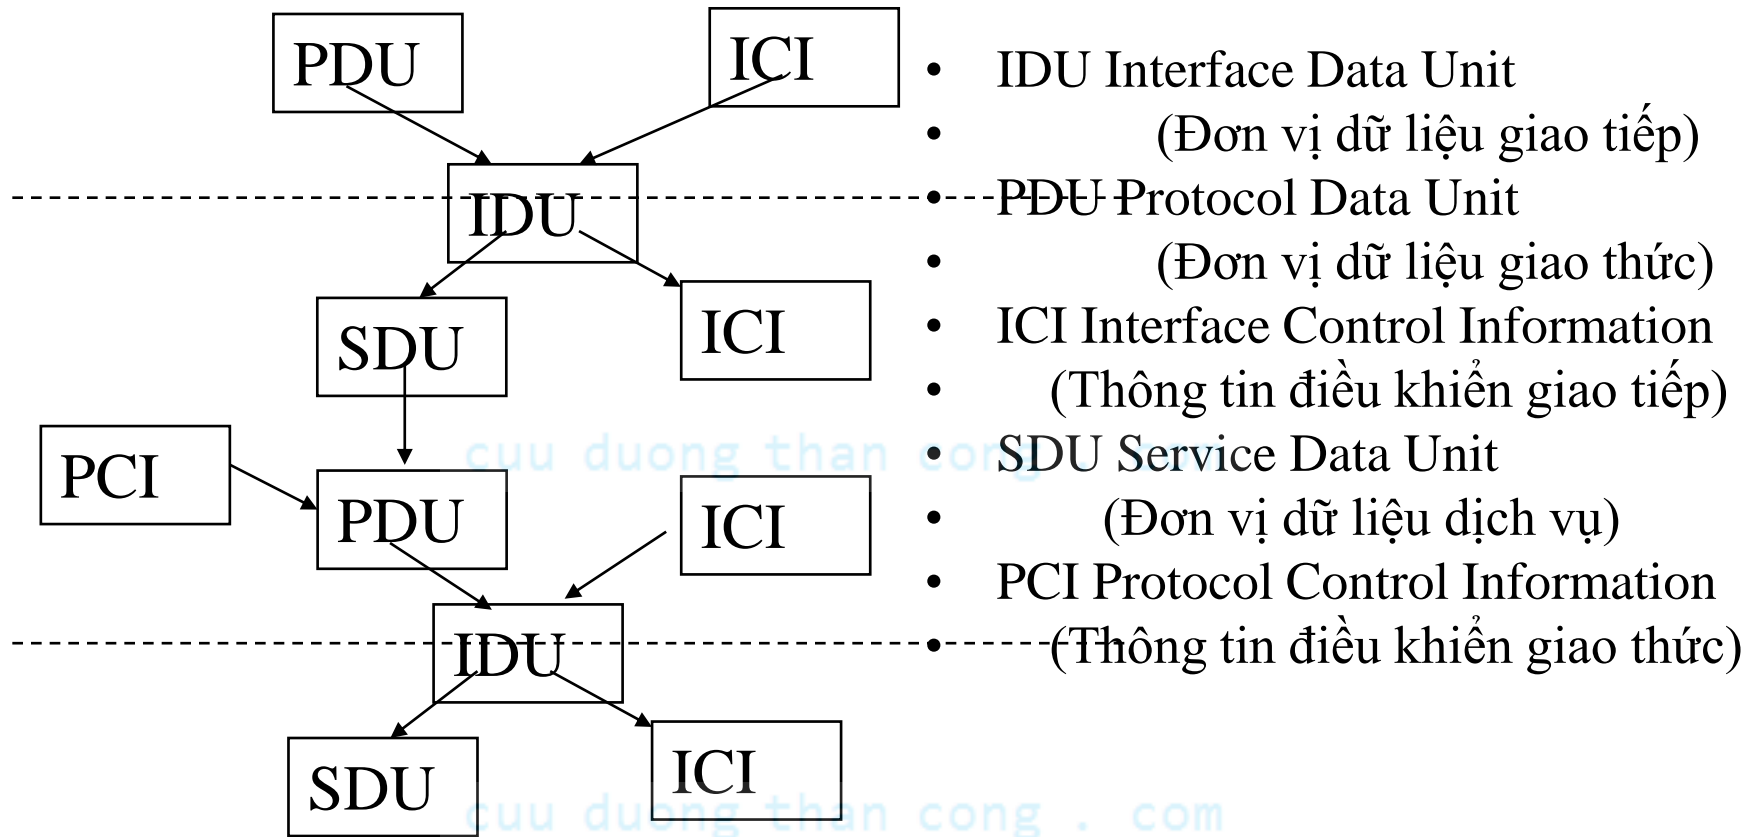 PDU
ICI
IDU
SDU
ICI
PCI
PDU
ICI
IDU
SDU
ICI
• IDU Interface Data Unit
• (Đơn vị dữ liệu giao tiếp)
• PDU Protocol Data Unit
• (Đơn vị dữ liệu giao thức)
• ICI Interface Control Information
• (Thông tin điều khiển giao tiếp)
• SDU Service Data Unit
• (Đơn vị dữ liệu dịch vụ)
• PCI Protocol Control Information
• (Thông tin điều khiển giao thức)
cuu duong than cong . com
cuu duong than cong . com